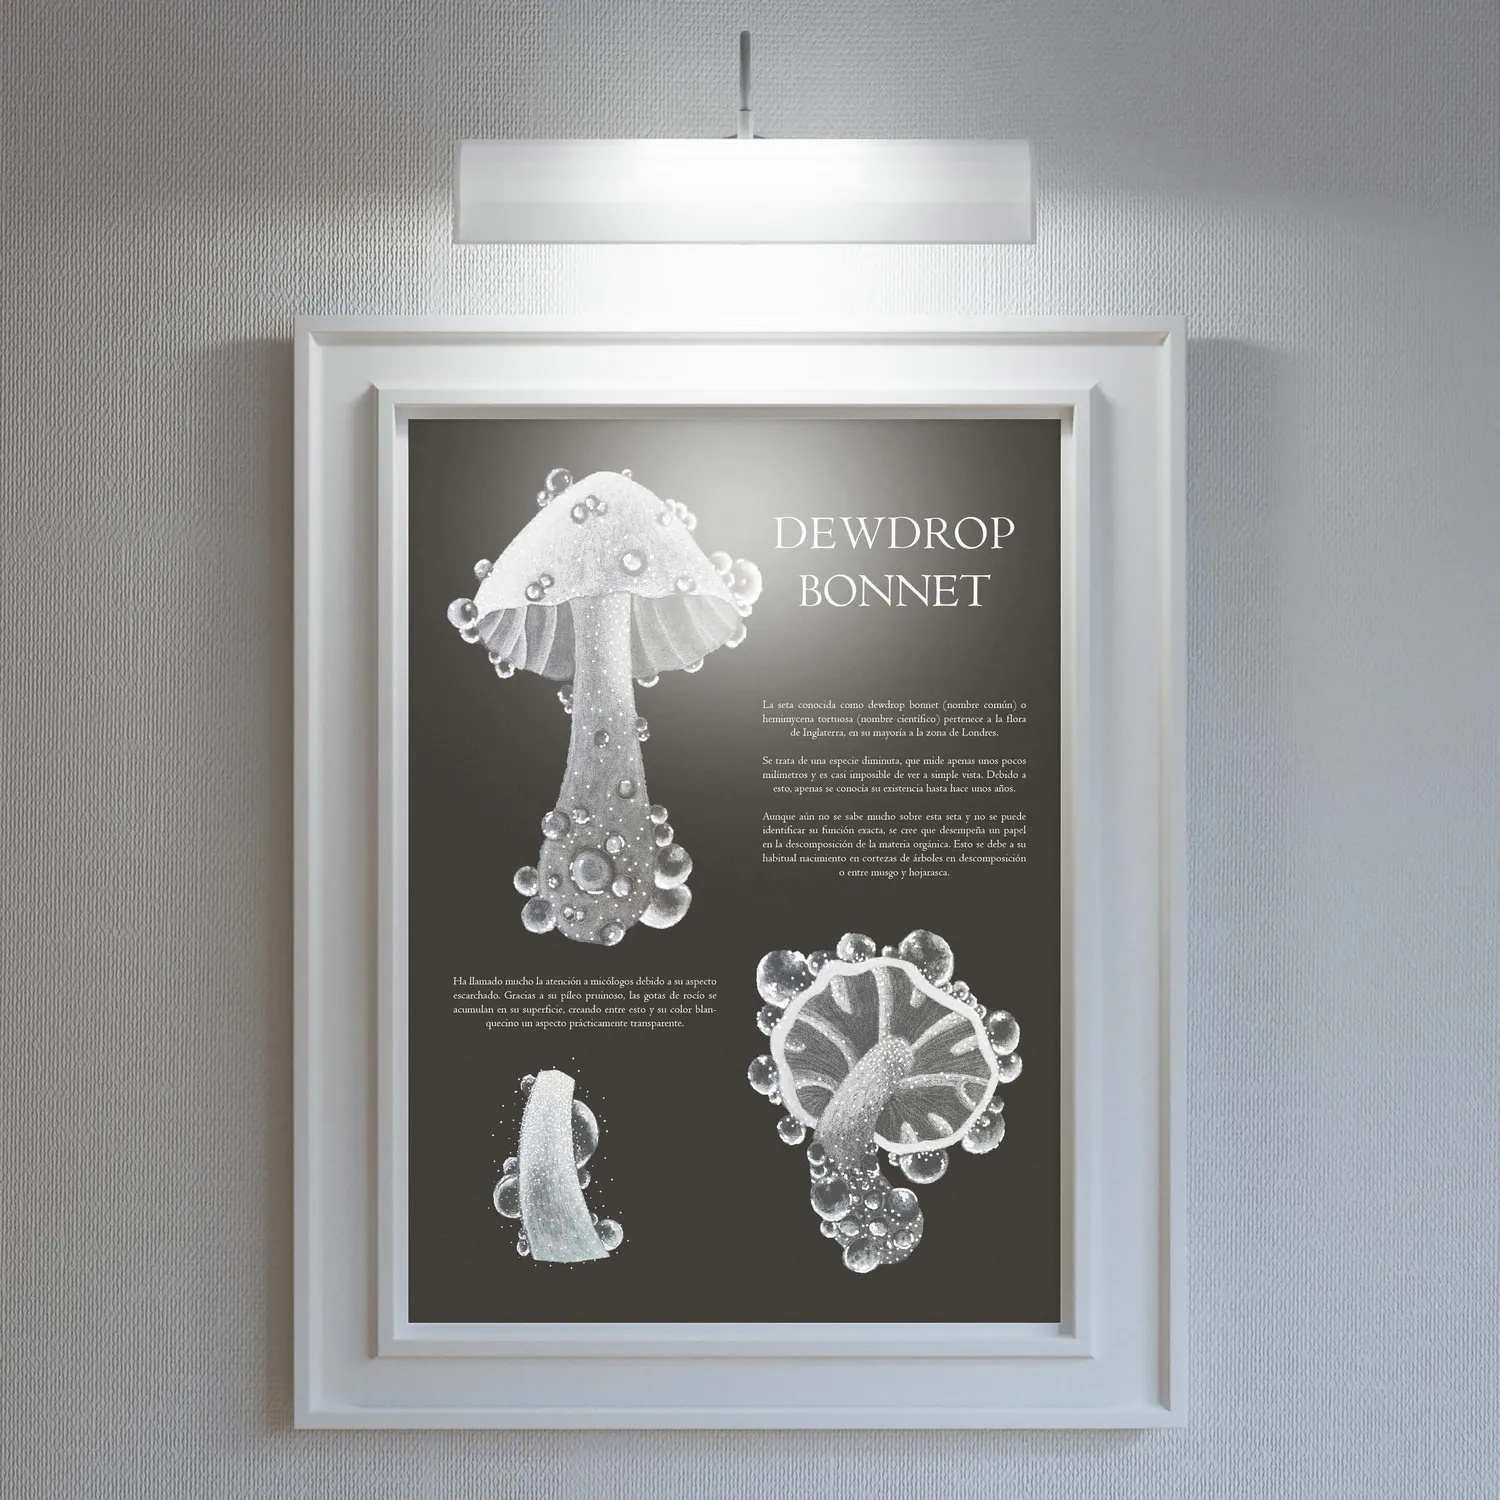 DEWDROP
BONNET
La seta conocida como dewdrop bonnet (nombre común) o
hemimycena tortuosa (nombre científico) pertenece a la flora
de Inglaterra, en su mayoría a la zona de Londres.
Se trata de una especie diminuta, que mide apenas unos pocos
milímetros y es casi imposible de ver a simple vista. Debido a
esto, apenas se conocía su existencia hasta hace unos años.
Aunque aún no se sabe mucho sobre esta seta y no se puede
identificar su función exacta, se cree que desempeña un papel
en la descomposición de la materia orgánica. Esto se debe a su
habitual nacimiento en cortezas de árboles en descomposición
o entre musgo y hojarasca.
Ha llamado mucho la atención a micólogos debido a su aspecto
escarchado. Gracias a su píleo pruinoso, las gotas de rocío se
acumulan en su superficie, creando entre esto y su color blan-
quecino un aspecto prácticamente transparente.